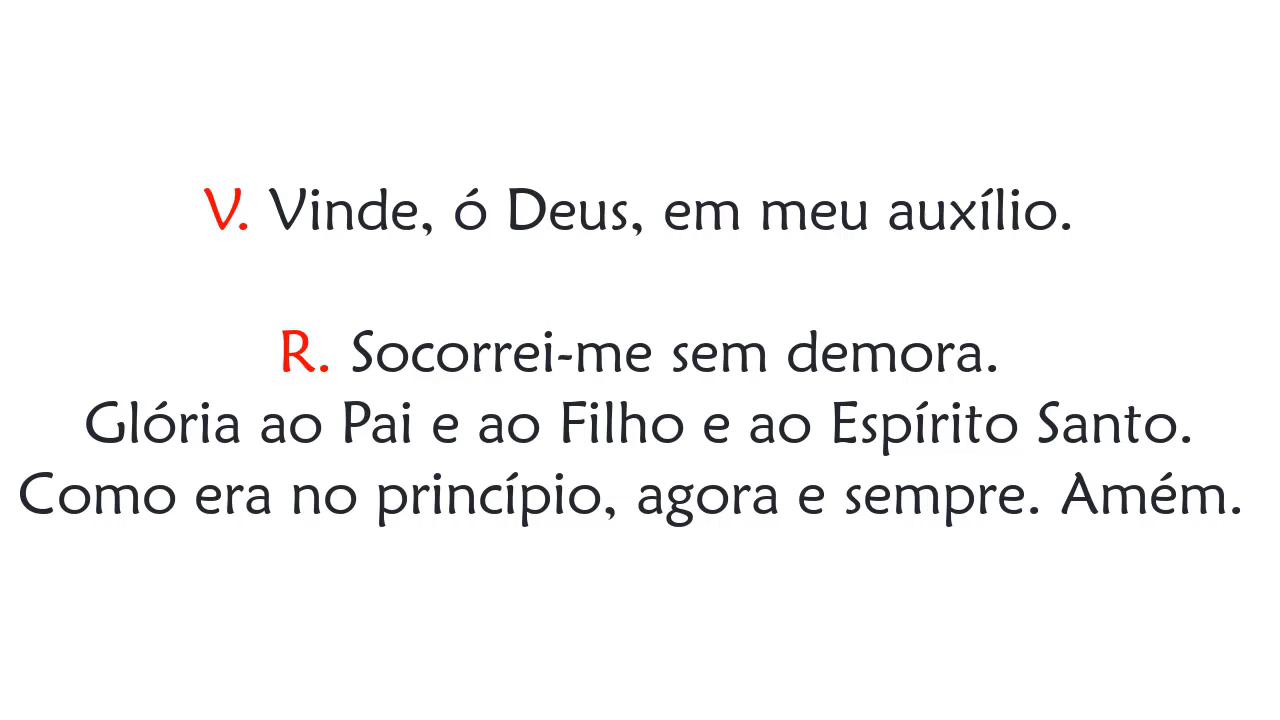 V. Vinde, ó Deus, em meu auxílio.
R. Socorrei-me sem demora.
Glória ao Pai e ao Filho e ao Espírito Santo.
Como era no princípio, agora e sempre. Amém.